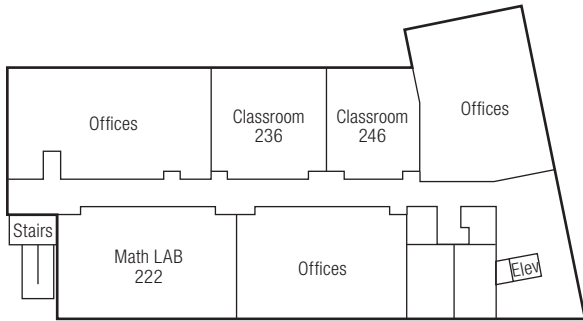 Offices
Classroom
236
Classroom
246
Offices
Stairs
Math LAB
222
Offices
Elev